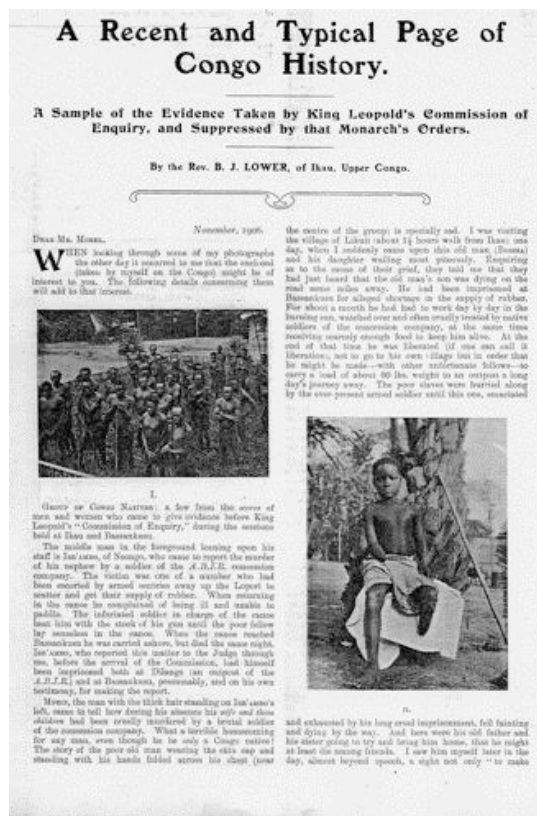 A Recent and Typical Page of
Congo History.
A Sample of the Evidence Taken by King Leopold's Commission of
Enquiry, and Suppressed by that Monarch's Orders.
By the Rev. B. J. LOWER, of Ikau, Upper Congo.
November, 1906.
DEAR MR. MOREL,
WHEN looking through some of my photographs
the other day it occurred to me that the enclosed
(taken by myself on the Congo) might be of
interest to you. The following details concerning them
will add to that interest.
I.
GROUP OF CONGO NATIVES: a few from the scores of
men and women who came to give evidence before King
Leopold's "Commission of Enquiry," during the sessions
held at Ikau and Bassankusu.
The middle man in the foreground leaning upon his
staff is of Nsongo, who came to report the murder
of his nephew by a soldier of the A.B.I.R. concession
company. The victim was one of a number who had
been escorted by armed sentries away up the Lopori to
scatter and get their supply of rubber. When returning
in the canoe he complained of being ill and unable to
paddle. The infuriated soldier in charge of the canoe
beat him with the stock of his gun until the poor fellow
lay senseless in the canoe. When the canoe reached
Bassankusu he was carried ashore, but died the same night.
who reported this matter to the Judge through
me, before the arrival of the Commission, had himself
been imprisoned both at Dilange (an outpost of the
A.B.I.R.) and at Bassankusu, presumably, and on his own
testimony, for making the report.
the man with the thick hair standing on
left, came to tell how during his absence his wife and three
children had been cruelly murdered by a brutal soldier
of the concession company. What a terrible homecoming
for any man, even though he be only a Congo native!
The story of the poor old man wearing the skin cap and
standing with his hands folded across his chest (near
the centre of the group) is specially sad. I was visiting
the village of Likuti (about 1½ hours walk from Ikau) one
day, when I suddenly came upon this old man
and his daughter wailing most piteously. Enquiring
as to the cause of their grief, they told me that they
had just heard that the old man's son was dying on the
road some miles away. He had been imprisoned at
Bassankusu for alleged shortage in the supply of rubber.
For about a month he had had to work day by day in the
burning sun, watched over and often cruelly treated by native
soldiers of the concession company, at the same time
receiving scarcely enough food to keep him alive. At the
end of that time he was liberated (if one can call it
liberation), not to go to his own village but in order that
he might be made—with other unfortunate fellows—to
carry a load of about 60 lbs. weight to an outpost a long
day's journey away. The poor slaves were hurried along
by the ever-present armed soldier until this one, emaciated
II.
and exhausted by his long cruel imprisonment, fell fainting
and dying by the way. And here were his old father and
his sister going to try and bring him home, that he might
at least die among friends. I saw him myself later in the
day, almost beyond speech, a sight not only "to make